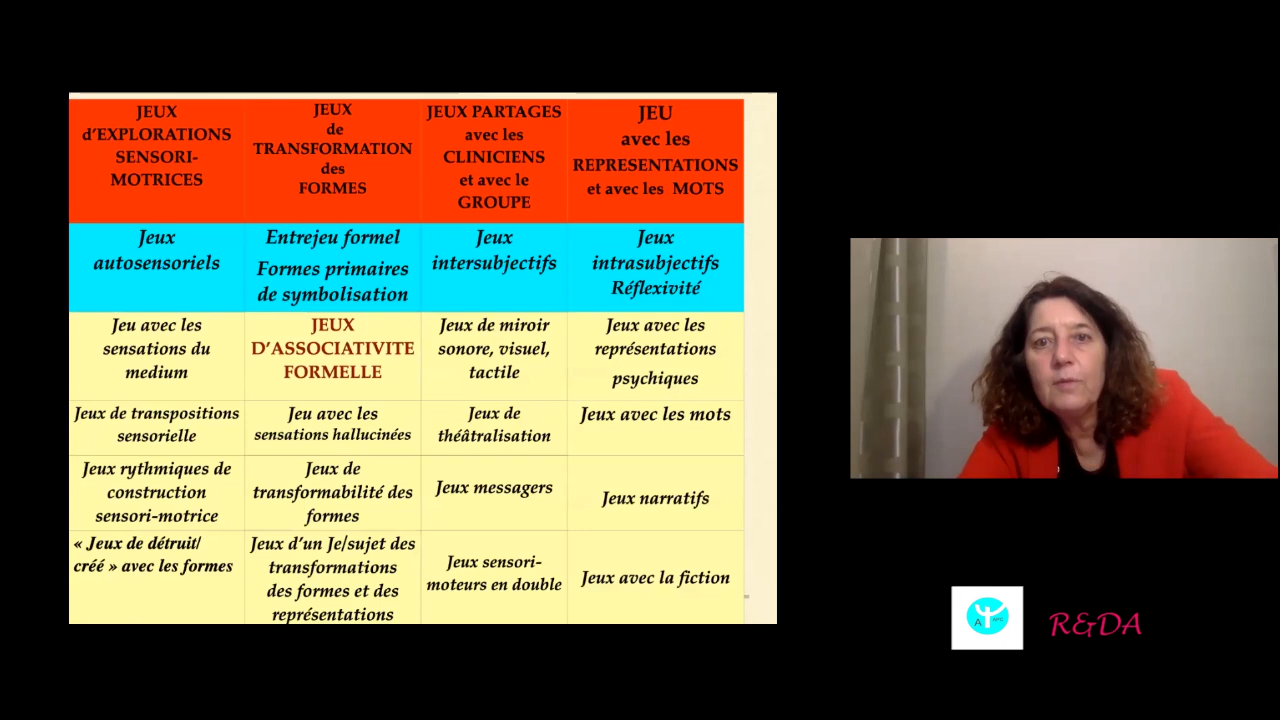 JEUX
d'EXPLORATIONS
SENSORI-
MOTRICES
JEUX
de
TRANSFORMATION
des
FORMES
JEUX PARTAGES
avec les
CLINICIENS
et avec le
GROUPE
JEU
avec les
REPRESENTATIONS
et avec les MOTS
Jeux
autosensoriels
Entrejeu formel
Formes primaires
de symbolisation
Jeux
intersubjectifs
Jeux
intrasubjectifs
Réflexivité
Jeu avec les
sensations du
medium
JEUX
D'ASSOCIATIVITE
FORMELLE
Jeux de miroir
sonore, visuel,
tactile
Jeux avec les
représentations
psychiques
Jeux de transpositions
sensorielle
Jeu avec les
sensations hallucinées
Jeux de
théâtralisation
Jeux avec les mots
Jeux rythmiques de
construction
sensori-motrice
Jeux de
transformabilité des
formes
Jeux messagers
Jeux narratifs
« Jeux de détruit/
créé » avec les formes
Jeux d'un Je/sujet des
transformations
des formes et des
représentations
Jeux sensori-
moteurs en double
Jeux avec la fiction
R&DA